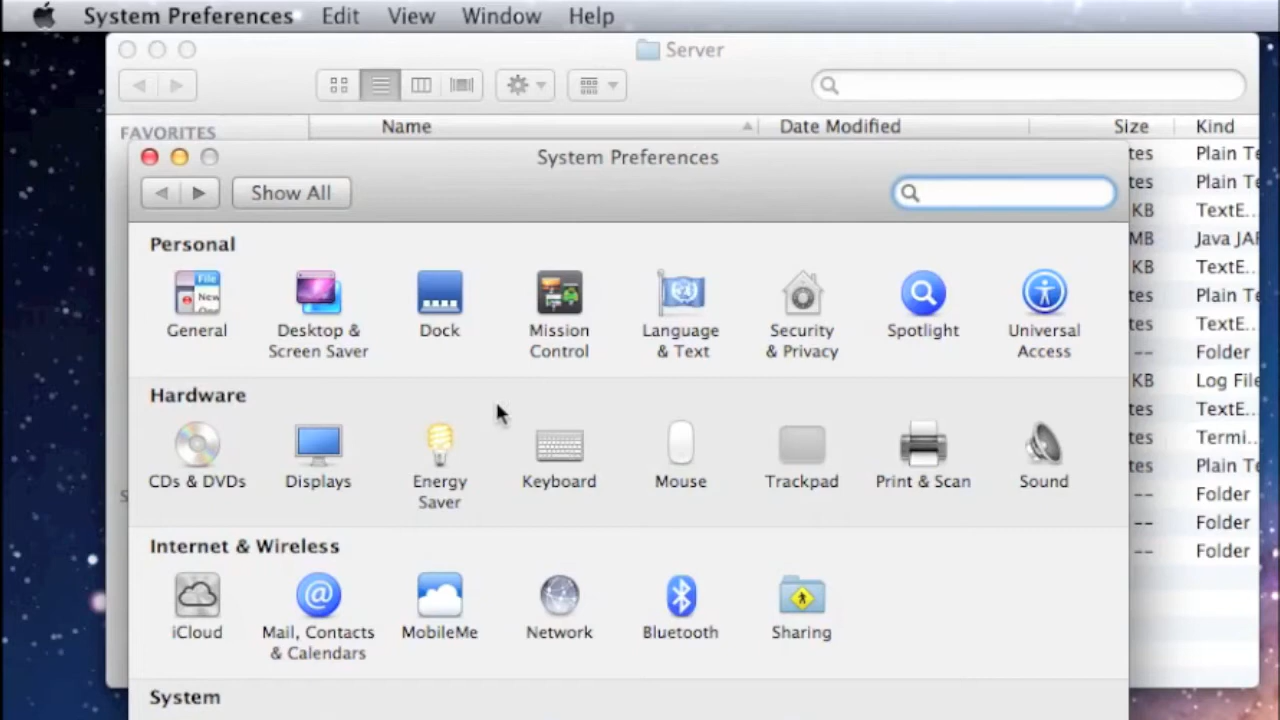 System Preferences Edit View Window Help
Server
FAVORITES Name Date Modified Size Kind
System Preferences
Show All
tes Plain Te
tes Plain Te
KB TextE...
MB Java JAR
KB TextE...
tes Plain Te
tes TextE...
-- Folder
KB Log File
tes TextE...
tes Termi...
tes Plain Te
-- Folder
-- Folder
-- Folder
Personal
General
Desktop &
Screen Saver
Dock
Mission
Control
Language
& Text
Security
& Privacy
Spotlight
Universal
Access
Hardware
CDs & DVDs
Displays
Energy
Saver
Keyboard
Mouse
Trackpad
Print & Scan
Sound
Internet & Wireless
iCloud
Mail, Contacts
& Calendars
MobileMe
Network
Bluetooth
Sharing
System
File
New